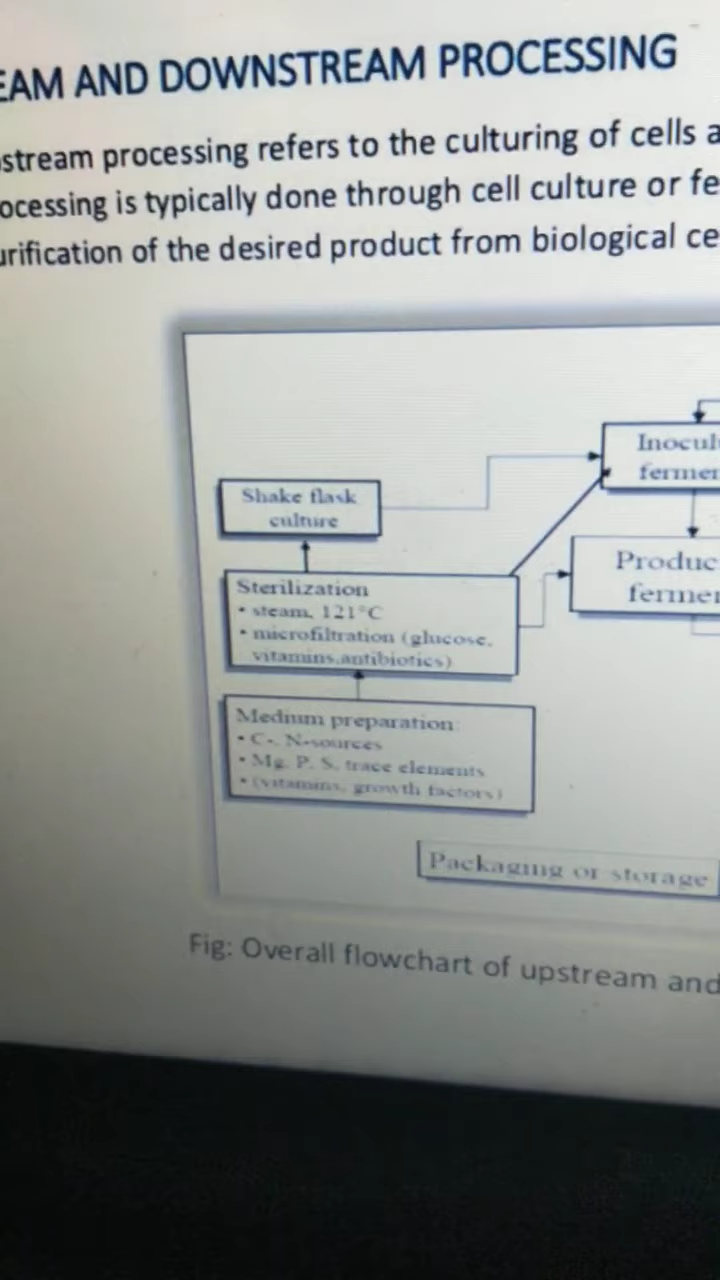 EAM AND DOWNSTREAM PROCESSING
stream processing refers to the culturing of cells a
ocessing is typically done through cell culture or fe
urification of the desired product from biological ce
Inocul
fermen
Shake flask
culture
Produc
fermen
Sterilization
• steam, 121°C
• microfiltration (glucose,
vitamins,antibiotics)
Medium preparation:
• C-, N-sources
• Mg, P, S, trace elements
• (vitamins, growth factors)
Packaging or storage
Fig: Overall flowchart of upstream and